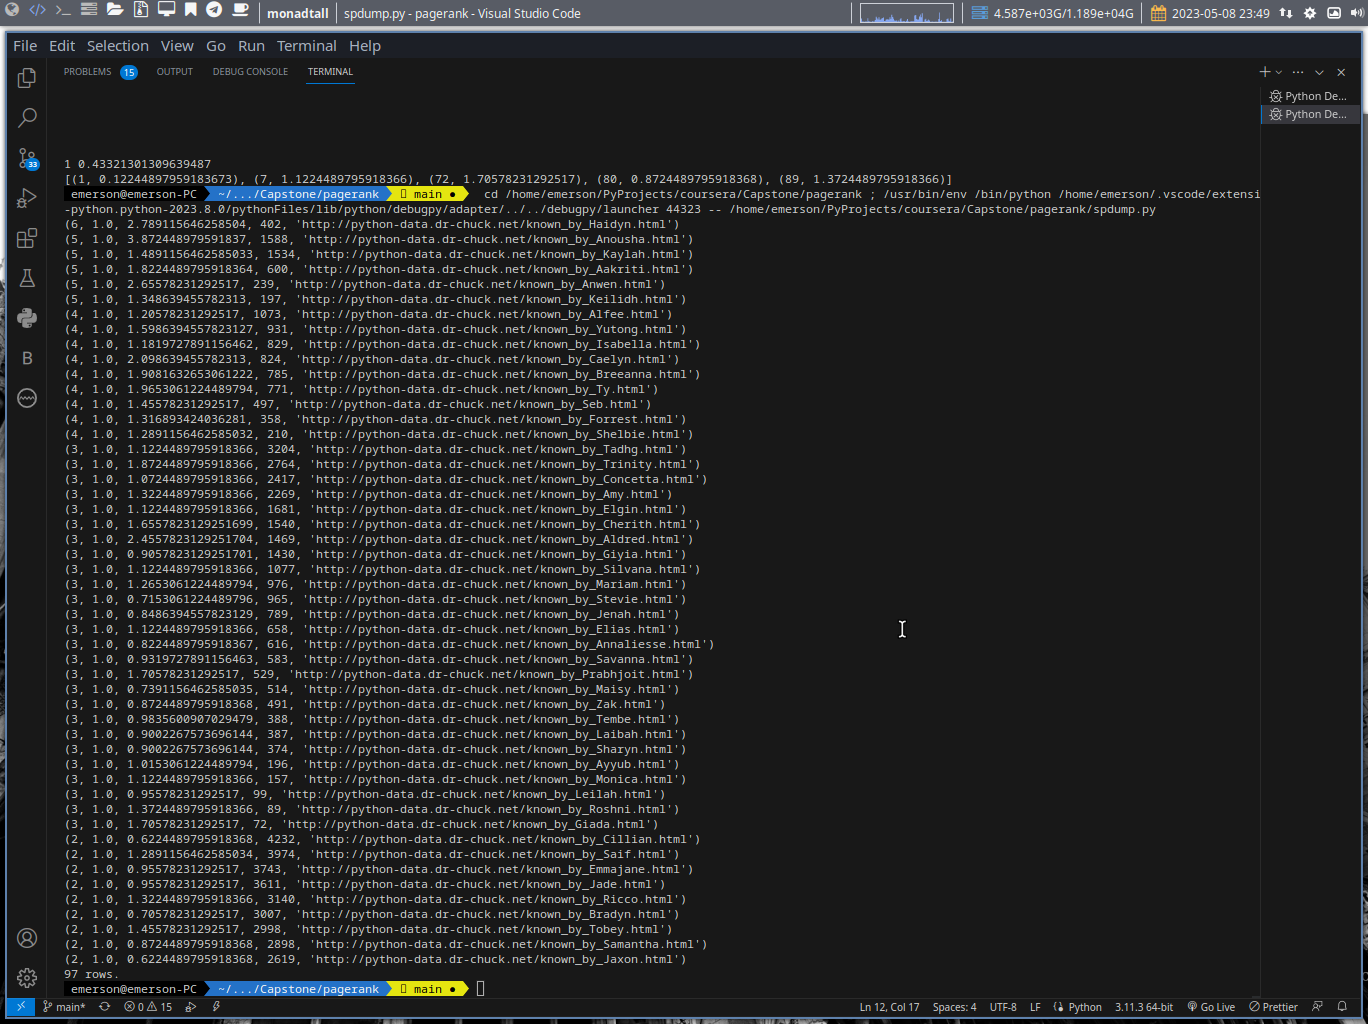 monadtall
spdump.py - pagerank - Visual Studio Code
4.587e+03G/1.189e+04G
2023-05-08 23:49
File Edit Selection View Go Run Terminal Help
PROBLEMS 15 OUTPUT DEBUG CONSOLE TERMINAL
Python De...
Python De...
1 0.43321301309639487
[(1, 0.12244897959183673), (7, 1.1224489795918366), (72, 1.70578231292517), (80, 0.8724489795918368), (89, 1.3724489795918366)]
emerson@emerson-PC ~/.../Capstone/pagerank main ● cd /home/emerson/PyProjects/coursera/Capstone/pagerank ; /usr/bin/env /bin/python /home/emerson/.vscode/extensi
-python.python-2023.8.0/pythonFiles/lib/python/debugpy/adapter/../../debugpy/launcher 44323 -- /home/emerson/PyProjects/coursera/Capstone/pagerank/spdump.py
(6, 1.0, 2.789115646258504, 402, 'http://python-data.dr-chuck.net/known_by_Haidyn.html')
(5, 1.0, 3.872448979591837, 1588, 'http://python-data.dr-chuck.net/known_by_Anousha.html')
(5, 1.0, 1.4891156462585033, 1534, 'http://python-data.dr-chuck.net/known_by_Kaylah.html')
(5, 1.0, 1.8224489795918364, 600, 'http://python-data.dr-chuck.net/known_by_Aakriti.html')
(5, 1.0, 2.65578231292517, 239, 'http://python-data.dr-chuck.net/known_by_Anwen.html')
(5, 1.0, 1.348639455782313, 197, 'http://python-data.dr-chuck.net/known_by_Keilidh.html')
(4, 1.0, 1.20578231292517, 1073, 'http://python-data.dr-chuck.net/known_by_Alfee.html')
(4, 1.0, 1.5986394557823127, 931, 'http://python-data.dr-chuck.net/known_by_Yutong.html')
(4, 1.0, 1.1819727891156462, 829, 'http://python-data.dr-chuck.net/known_by_Isabella.html')
(4, 1.0, 2.098639455782313, 824, 'http://python-data.dr-chuck.net/known_by_Caelyn.html')
(4, 1.0, 1.9081632653061222, 785, 'http://python-data.dr-chuck.net/known_by_Breeanna.html')
(4, 1.0, 1.9653061224489794, 771, 'http://python-data.dr-chuck.net/known_by_Ty.html')
(4, 1.0, 1.45578231292517, 497, 'http://python-data.dr-chuck.net/known_by_Seb.html')
(4, 1.0, 1.316893424036281, 358, 'http://python-data.dr-chuck.net/known_by_Forrest.html')
(4, 1.0, 1.2891156462585032, 210, 'http://python-data.dr-chuck.net/known_by_Shelbie.html')
(3, 1.0, 1.1224489795918366, 3204, 'http://python-data.dr-chuck.net/known_by_Tadhg.html')
(3, 1.0, 1.8724489795918366, 2764, 'http://python-data.dr-chuck.net/known_by_Trinity.html')
(3, 1.0, 1.0724489795918366, 2417, 'http://python-data.dr-chuck.net/known_by_Concetta.html')
(3, 1.0, 1.3224489795918366, 2269, 'http://python-data.dr-chuck.net/known_by_Amy.html')
(3, 1.0, 1.1224489795918366, 1681, 'http://python-data.dr-chuck.net/known_by_Elgin.html')
(3, 1.0, 1.6557823129251699, 1540, 'http://python-data.dr-chuck.net/known_by_Cherith.html')
(3, 1.0, 2.4557823129251704, 1469, 'http://python-data.dr-chuck.net/known_by_Aldred.html')
(3, 1.0, 0.9057823129251701, 1430, 'http://python-data.dr-chuck.net/known_by_Giyia.html')
(3, 1.0, 1.1224489795918366, 1077, 'http://python-data.dr-chuck.net/known_by_Silvana.html')
(3, 1.0, 1.2653061224489794, 976, 'http://python-data.dr-chuck.net/known_by_Mariam.html')
(3, 1.0, 0.7153061224489796, 965, 'http://python-data.dr-chuck.net/known_by_Stevie.html')
(3, 1.0, 0.8486394557823129, 789, 'http://python-data.dr-chuck.net/known_by_Jenah.html')
(3, 1.0, 1.1224489795918366, 658, 'http://python-data.dr-chuck.net/known_by_Elias.html')
(3, 1.0, 0.8224489795918367, 616, 'http://python-data.dr-chuck.net/known_by_Annaliesse.html')
(3, 1.0, 0.9319727891156463, 583, 'http://python-data.dr-chuck.net/known_by_Savanna.html')
(3, 1.0, 1.70578231292517, 529, 'http://python-data.dr-chuck.net/known_by_Prabhjoit.html')
(3, 1.0, 0.7391156462585035, 514, 'http://python-data.dr-chuck.net/known_by_Maisy.html')
(3, 1.0, 0.8724489795918368, 491, 'http://python-data.dr-chuck.net/known_by_Zak.html')
(3, 1.0, 0.9835600907029479, 388, 'http://python-data.dr-chuck.net/known_by_Tembe.html')
(3, 1.0, 0.9002267573696144, 387, 'http://python-data.dr-chuck.net/known_by_Laibah.html')
(3, 1.0, 0.9002267573696144, 374, 'http://python-data.dr-chuck.net/known_by_Sharyn.html')
(3, 1.0, 1.0153061224489794, 196, 'http://python-data.dr-chuck.net/known_by_Ayyub.html')
(3, 1.0, 1.1224489795918366, 157, 'http://python-data.dr-chuck.net/known_by_Monica.html')
(3, 1.0, 0.95578231292517, 99, 'http://python-data.dr-chuck.net/known_by_Leilah.html')
(3, 1.0, 1.3724489795918366, 89, 'http://python-data.dr-chuck.net/known_by_Roshni.html')
(3, 1.0, 1.70578231292517, 72, 'http://python-data.dr-chuck.net/known_by_Giada.html')
(2, 1.0, 0.6224489795918368, 4232, 'http://python-data.dr-chuck.net/known_by_Cillian.html')
(2, 1.0, 1.2891156462585034, 3974, 'http://python-data.dr-chuck.net/known_by_Saif.html')
(2, 1.0, 0.95578231292517, 3743, 'http://python-data.dr-chuck.net/known_by_Emmajane.html')
(2, 1.0, 0.95578231292517, 3611, 'http://python-data.dr-chuck.net/known_by_Jade.html')
(2, 1.0, 1.3224489795918366, 3140, 'http://python-data.dr-chuck.net/known_by_Ricco.html')
(2, 1.0, 0.70578231292517, 3007, 'http://python-data.dr-chuck.net/known_by_Bradyn.html')
(2, 1.0, 1.45578231292517, 2998, 'http://python-data.dr-chuck.net/known_by_Tobey.html')
(2, 1.0, 0.8724489795918368, 2898, 'http://python-data.dr-chuck.net/known_by_Samantha.html')
(2, 1.0, 0.6224489795918368, 2619, 'http://python-data.dr-chuck.net/known_by_Jaxon.html')
97 rows.
emerson@emerson-PC ~/.../Capstone/pagerank main ●
33
B
main* 0 15 Ln 12, Col 17 Spaces: 4 UTF-8 LF Python 3.11.3 64-bit Go Live Prettier